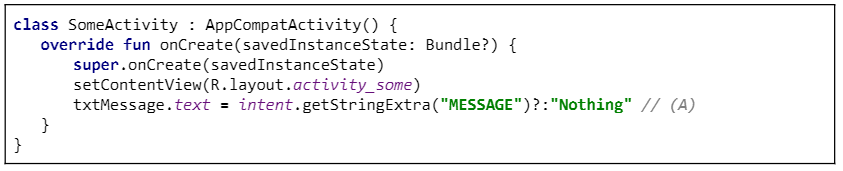 class SomeActivity : AppCompatActivity() {
   override fun onCreate(savedInstanceState: Bundle?) {
      super.onCreate(savedInstanceState)
      setContentView(R.layout.activity_some)
      txtMessage.text = intent.getStringExtra("MESSAGE")?:"Nothing" // (A)
   }
}